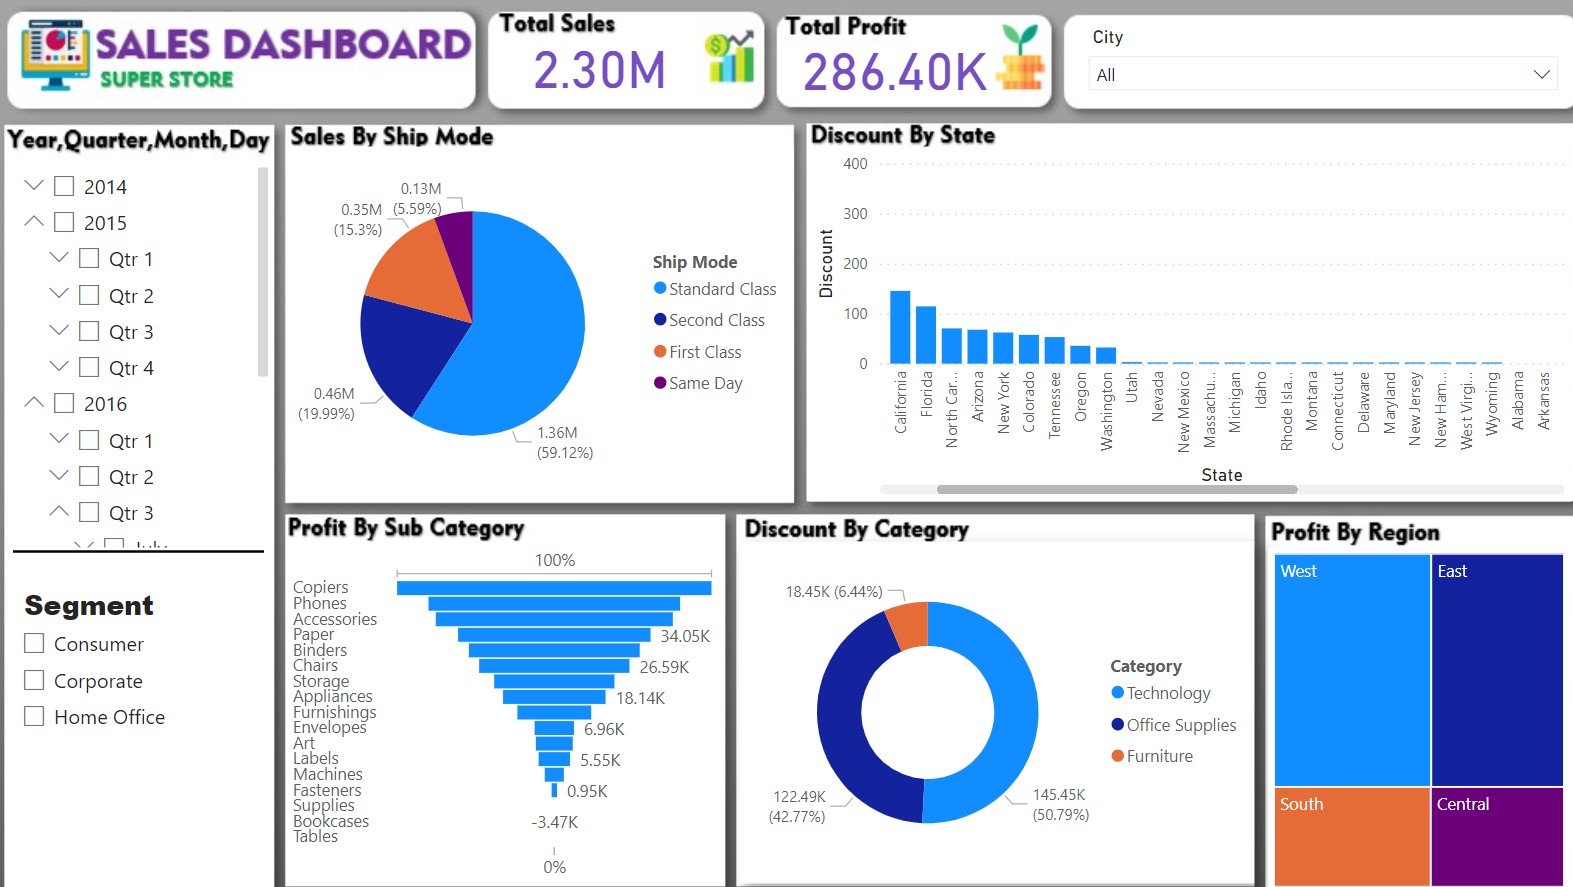 SALES DASHBOARD
SUPER STORE
Total Sales
2.30M
Total Profit
286.40K
City
All
Year,Quarter,Month,Day
2014
2015
Qtr 1
Qtr 2
Qtr 3
Qtr 4
2016
Qtr 1
Qtr 2
Qtr 3
July
Segment
Consumer
Corporate
Home Office
Sales By Ship Mode
0.13M
(5.59%)
0.35M
(15.3%)
0.46M
(19.99%)
1.36M
(59.12%)
Ship Mode
Standard Class
Second Class
First Class
Same Day
Discount By State
Discount
400
300
200
100
0
California
Florida
North Car...
Arizona
New York
Colorado
Tennessee
Oregon
Washington
Utah
Nevada
New Mexico
Massachu...
Michigan
Idaho
Rhode Isla...
Montana
Connecticut
Delaware
Maryland
New Jersey
New Ham...
West Virgi...
Wyoming
Alabama
Arkansas
State
Profit By Sub Category
100%
Copiers
Phones
Accessories
Paper
34.05K
Binders
Chairs
26.59K
Storage
Appliances
18.14K
Furnishings
Envelopes
6.96K
Art
Labels
5.55K
Machines
Fasteners
0.95K
Supplies
Bookcases
-3.47K
Tables
0%
Discount By Category
18.45K (6.44%)
122.49K
(42.77%)
145.45K
(50.79%)
Category
Technology
Office Supplies
Furniture
Profit By Region
West
East
South
Central